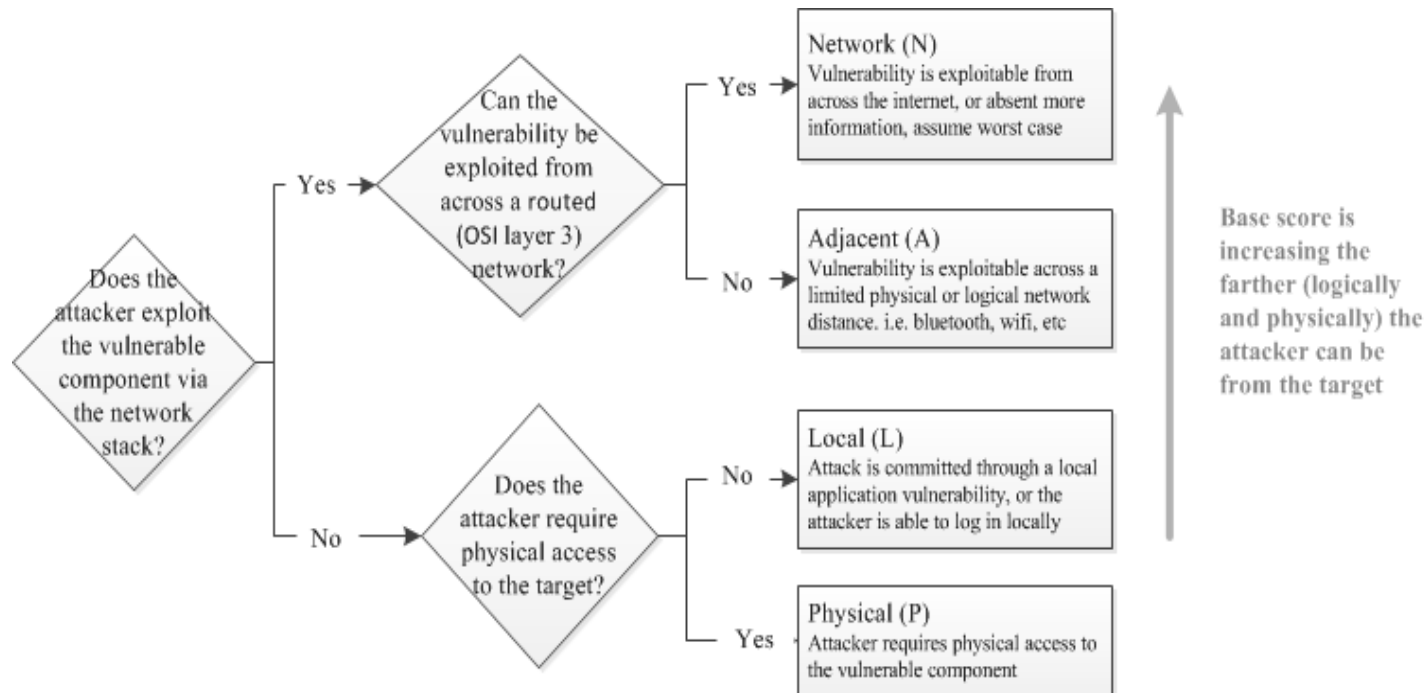 Does the
attacker exploit
the vulnerable
component via
the network
stack?
Yes
No
Can the
vulnerability be
exploited from
across a routed
(OSI layer 3)
network?
Yes
No
Does the
attacker require
physical access
to the target?
No
Yes
Network (N)
Vulnerability is exploitable from
across the internet, or absent more
information, assume worst case
Adjacent (A)
Vulnerability is exploitable across a
limited physical or logical network
distance. i.e. bluetooth, wifi, etc
Local (L)
Attack is committed through a local
application vulnerability, or the
attacker is able to log in locally
Physical (P)
Attacker requires physical access to
the vulnerable component
Base score is
increasing the
farther (logically
and physically) the
attacker can be
from the target